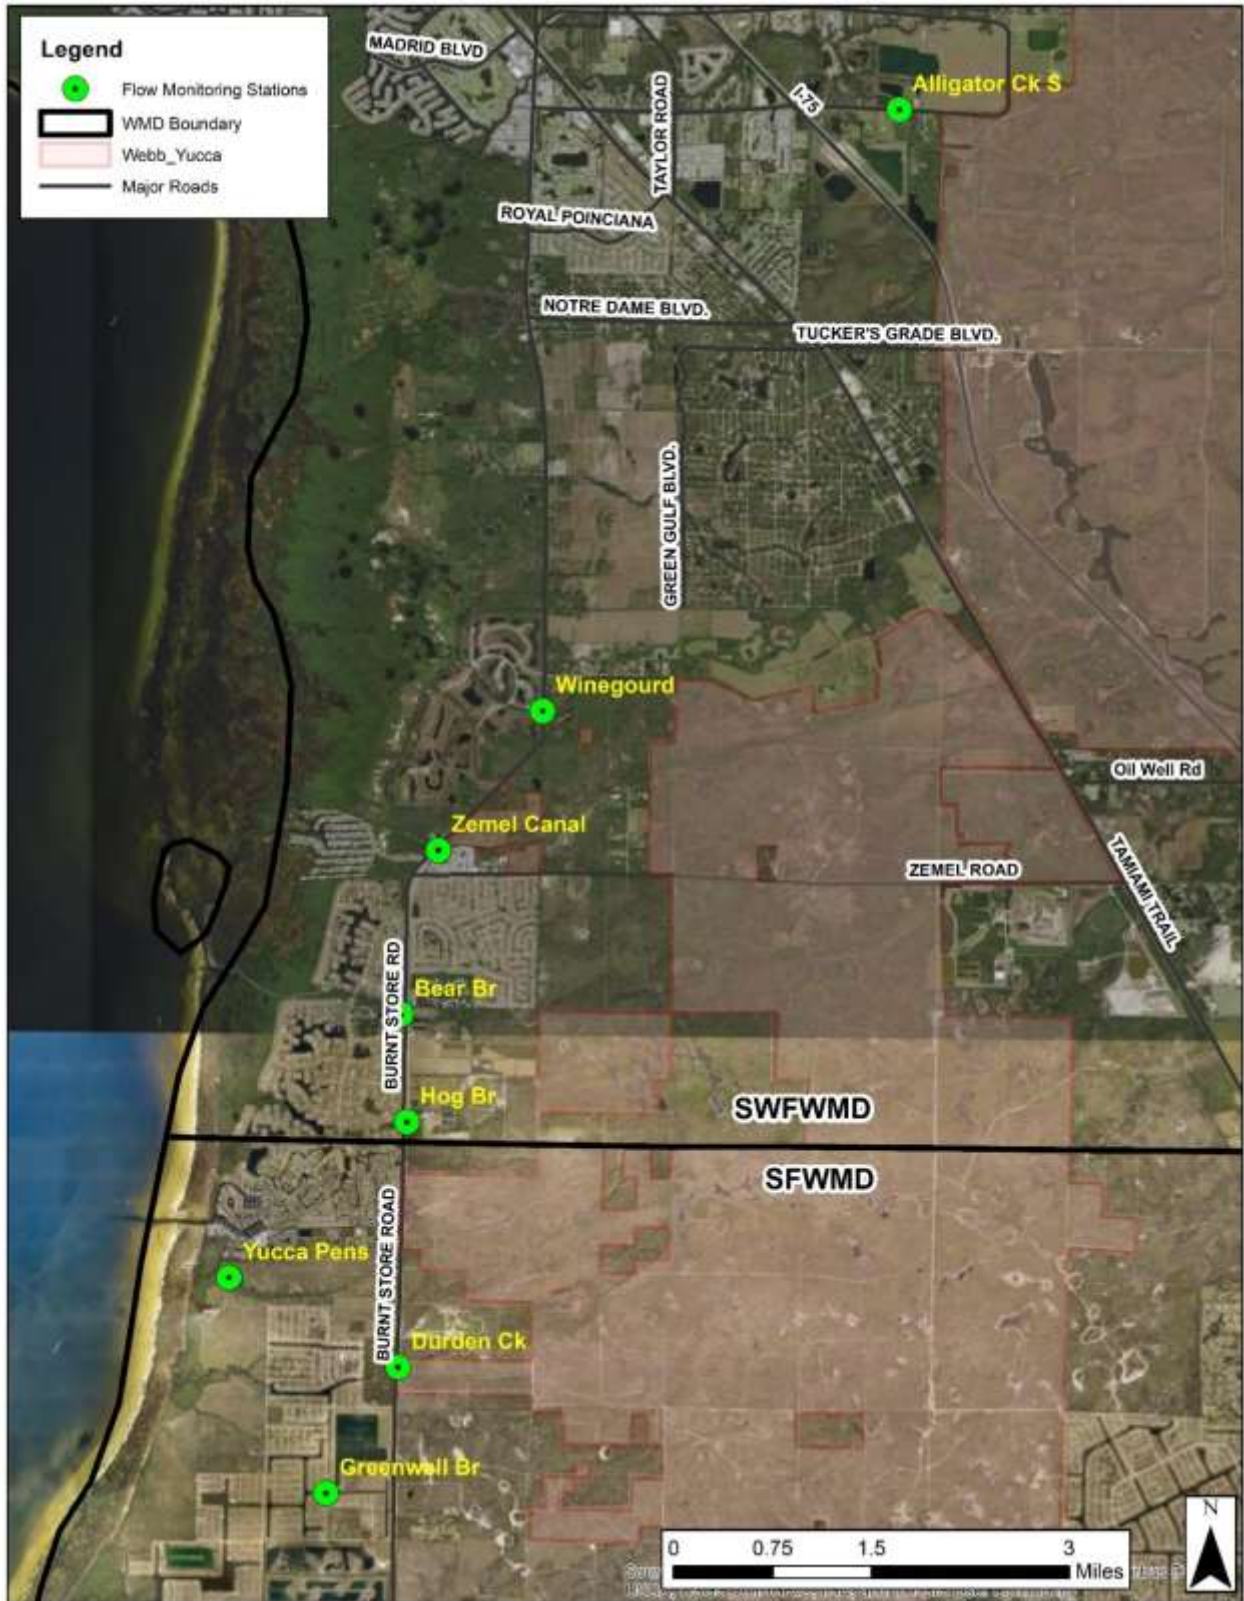 Legend
Flow Monitoring Stations
WMD Boundary
Webb_Yucca
Major Roads
MADRID BLVD
I-75
Alligator Ck S
TAYLOR ROAD
ROYAL POINCIANA
NOTRE DAME BLVD.
TUCKER'S GRADE BLVD.
GREEN GULF BLVD.
Winegourd
Oil Well Rd
Zemel Canal
ZEMEL ROAD
TAMIAMI TRAIL
BURNT STORE RD
Bear Br
Hog Br
SWFWMD
SFWMD
Yucca Pens
BURNT STORE ROAD
Durden Ck
Greenwell Br
0 0.75 1.5 3
Miles
N